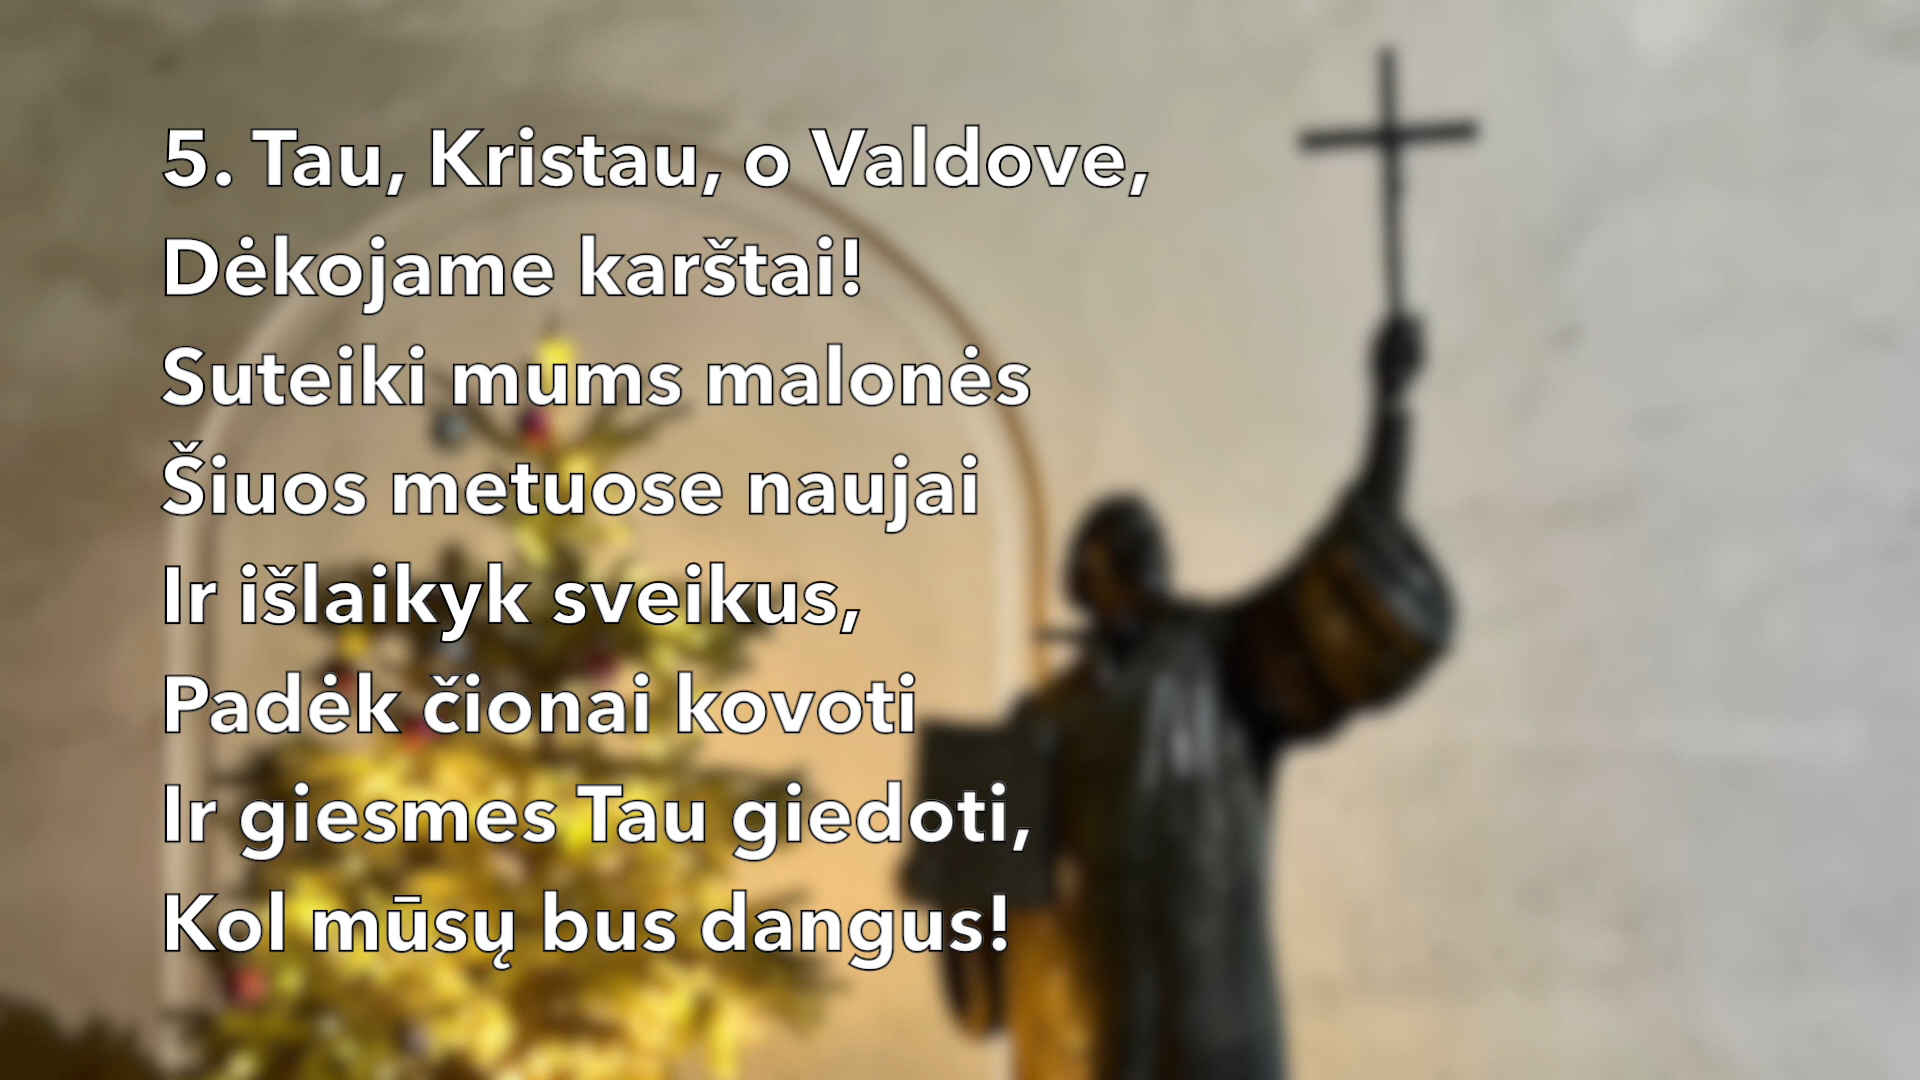 5. Tau, Kristau, o Valdove,
Dėkojame karštai!
Suteiki mums malonės
Šiuos metuose naujai
Ir išlaikyk sveikus,
Padėk čionai kovoti
Ir giesmes Tau giedoti,
Kol mūsų bus dangus!